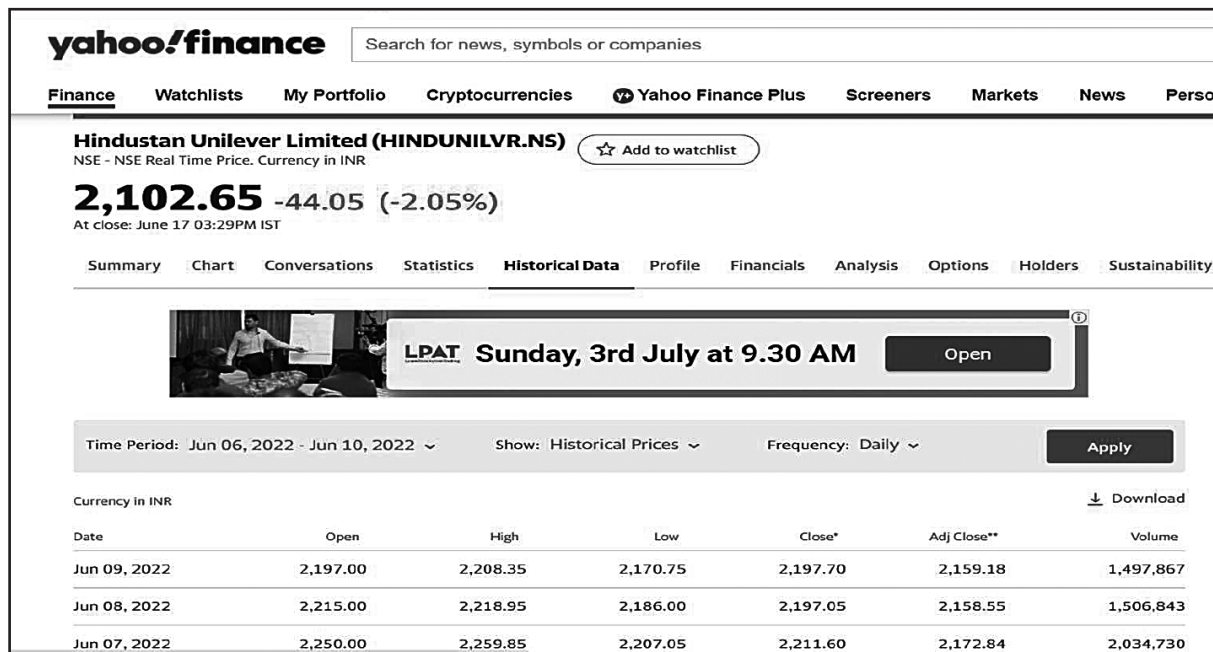 yahoo!finance Search for news, symbols or companies
Finance Watchlists My Portfolio Cryptocurrencies Y+ Yahoo Finance Plus Screeners Markets News Perso
Hindustan Unilever Limited (HINDUNILVR.NS) Add to watchlist
NSE - NSE Real Time Price. Currency in INR
2,102.65 -44.05 (-2.05%)
At close: June 17 03:29PM IST
Summary Chart Conversations Statistics Historical Data Profile Financials Analysis Options Holders Sustainability
LPAT Sunday, 3rd July at 9.30 AM Open
Time Period: Jun 06, 2022 - Jun 10, 2022 Show: Historical Prices Frequency: Daily Apply
Currency in INR Download
Date Open High Low Close* Adj Close** Volume
Jun 09, 2022 2,197.00 2,208.35 2,170.75 2,197.70 2,159.18 1,497,867
Jun 08, 2022 2,215.00 2,218.95 2,186.00 2,197.05 2,158.55 1,506,843
Jun 07, 2022 2,250.00 2,259.85 2,207.05 2,211.60 2,172.84 2,034,730